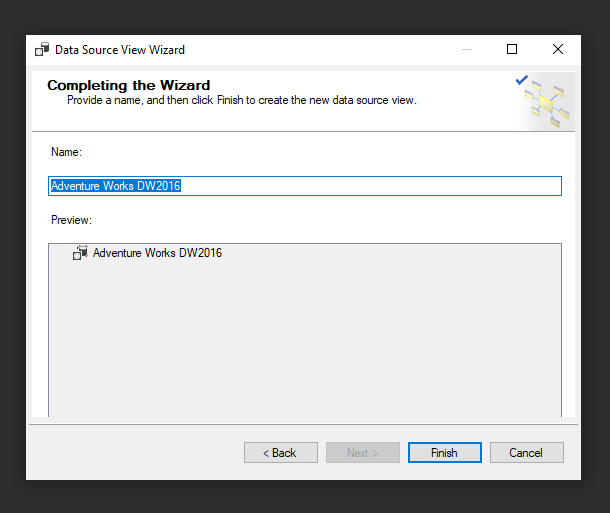 Data Source View Wizard
Completing the Wizard
Provide a name, and then click Finish to create the new data source view.
Name:
Adventure Works DW2016
Preview:
Adventure Works DW2016
< Back
Next >
Finish
Cancel